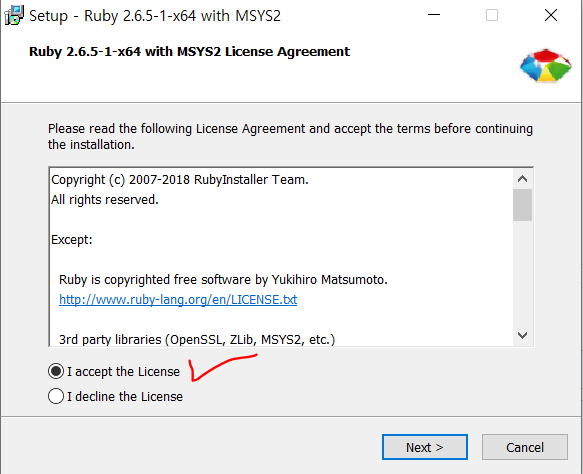 Setup - Ruby 2.6.5-1-x64 with MSYS2
Ruby 2.6.5-1-x64 with MSYS2 License Agreement
Please read the following License Agreement and accept the terms before continuing
the installation.
Copyright (c) 2007-2018 RubyInstaller Team.
All rights reserved.
Except:
Ruby is copyrighted free software by Yukihiro Matsumoto.
http://www.ruby-lang.org/en/LICENSE.txt
3rd party libraries (OpenSSL, ZLib, MSYS2, etc.)
I accept the License
I decline the License
Next >
Cancel